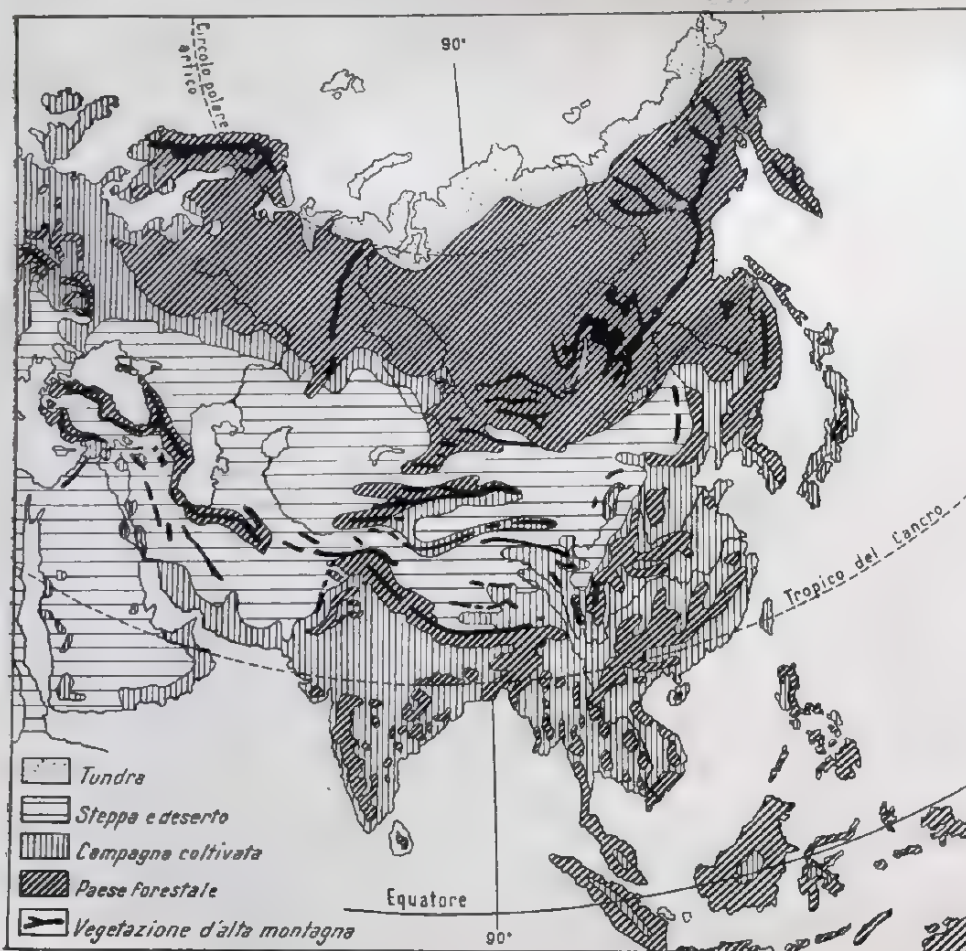 Circolo polare
artico
90°
Tropico del Cancro
Tundra
Steppa e deserto
Campagna coltivata
Paese forestale
Vegetazione d'alta montagna
Equatore
90°